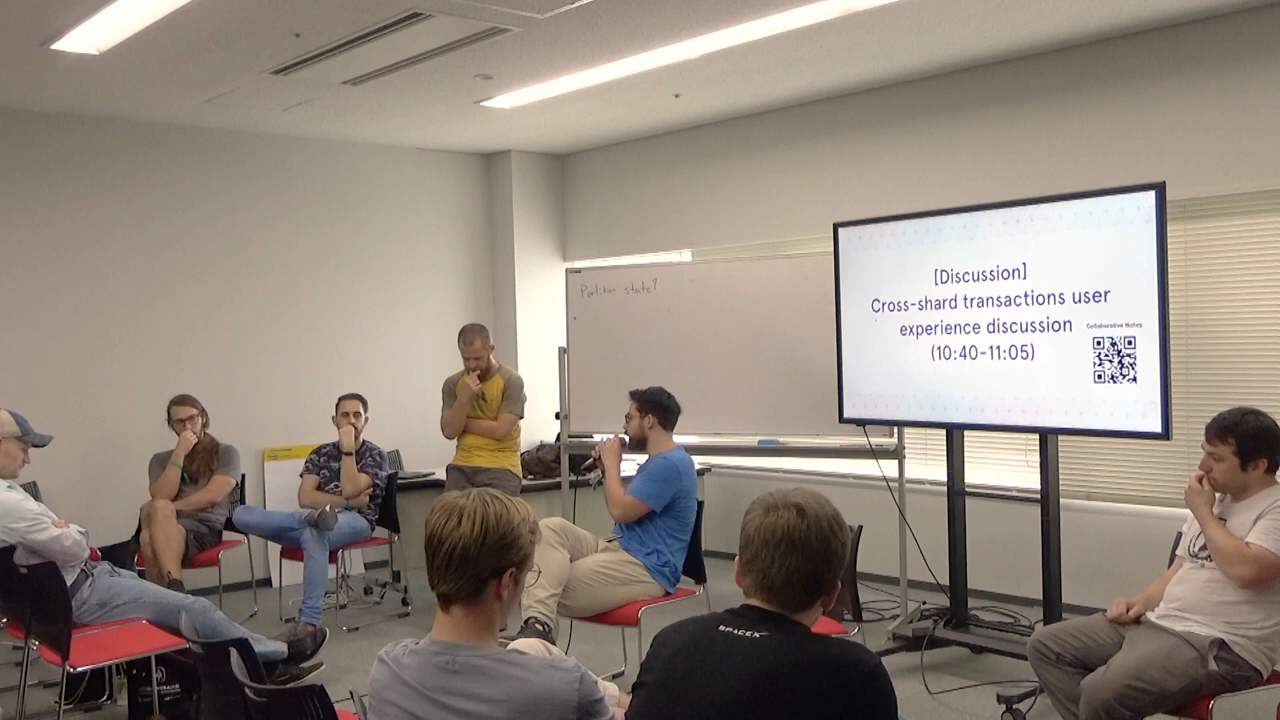 Partition state?
[Discussion]
Cross-shard transactions user
experience discussion
(10:40-11:05)
Collaborative Notes
SPACEX